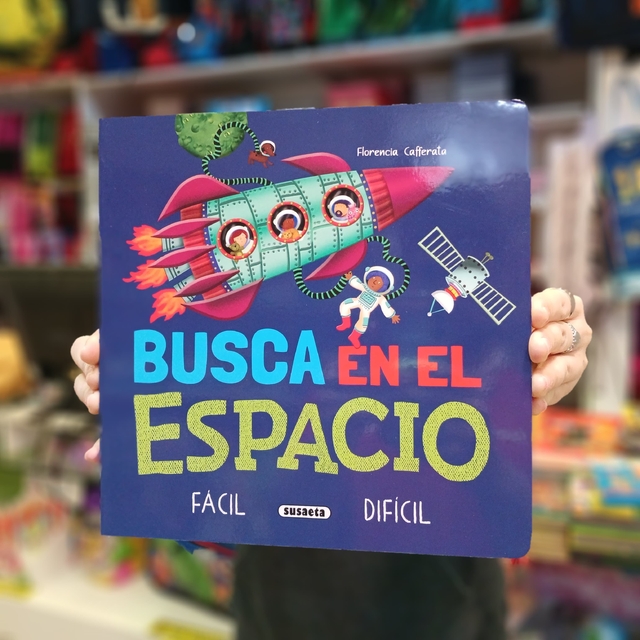 Florencia Cafferata
BUSCA EN EL
ESPACIO
FÁCIL susaeta DIFÍCIL